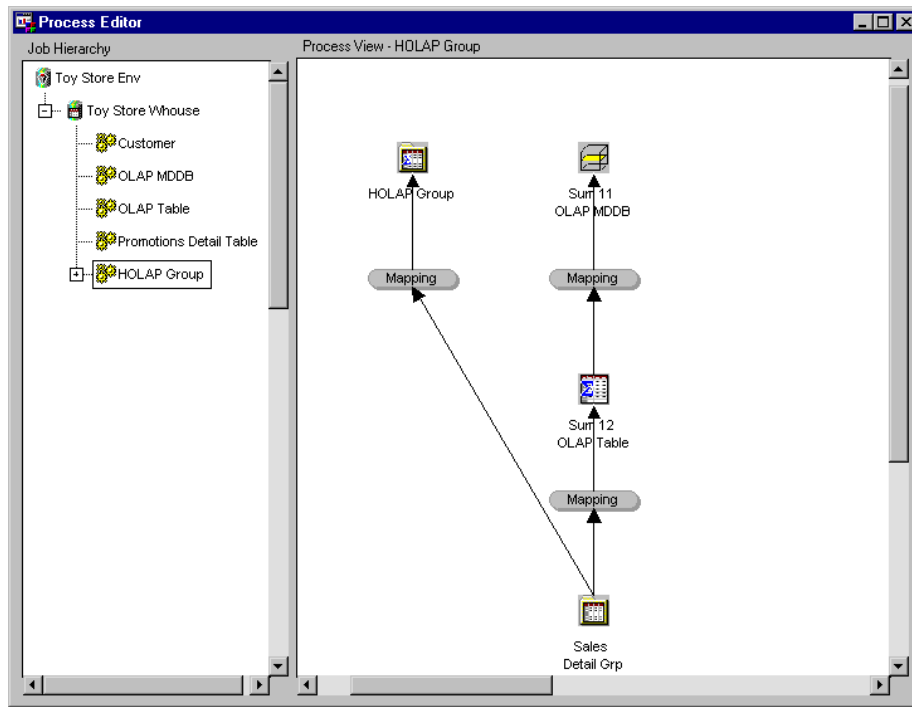 Process Editor
Job Hierarchy
Process View - HOLAP Group
Toy Store Env
Toy Store Whouse
Customer
OLAP MDDB
OLAP Table
Promotions Detail Table
HOLAP Group
HOLAP Group
Sum 11
OLAP MDDB
Mapping
Mapping
Sum 12
OLAP Table
Mapping
Sales
Detail Grp